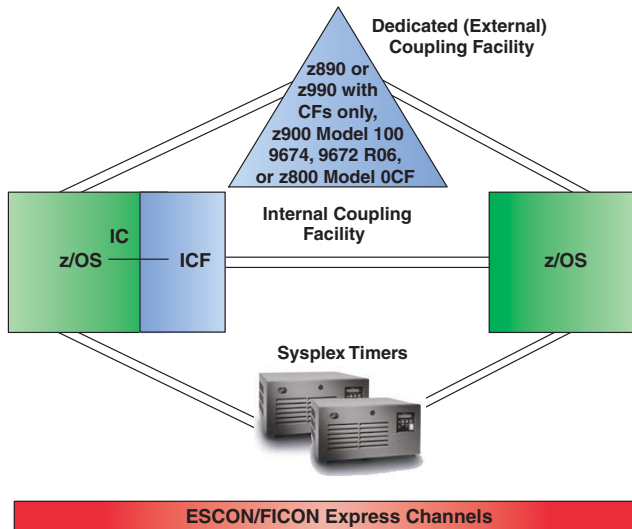 Dedicated (External)
Coupling Facility
z890 or
z990 with
CFs only,
z900 Model 100
9674, 9672 R06,
or z800 Model 0CF
Internal Coupling
Facility
IC
z/OS
ICF
z/OS
Sysplex Timers
ESCON/FICON Express Channels